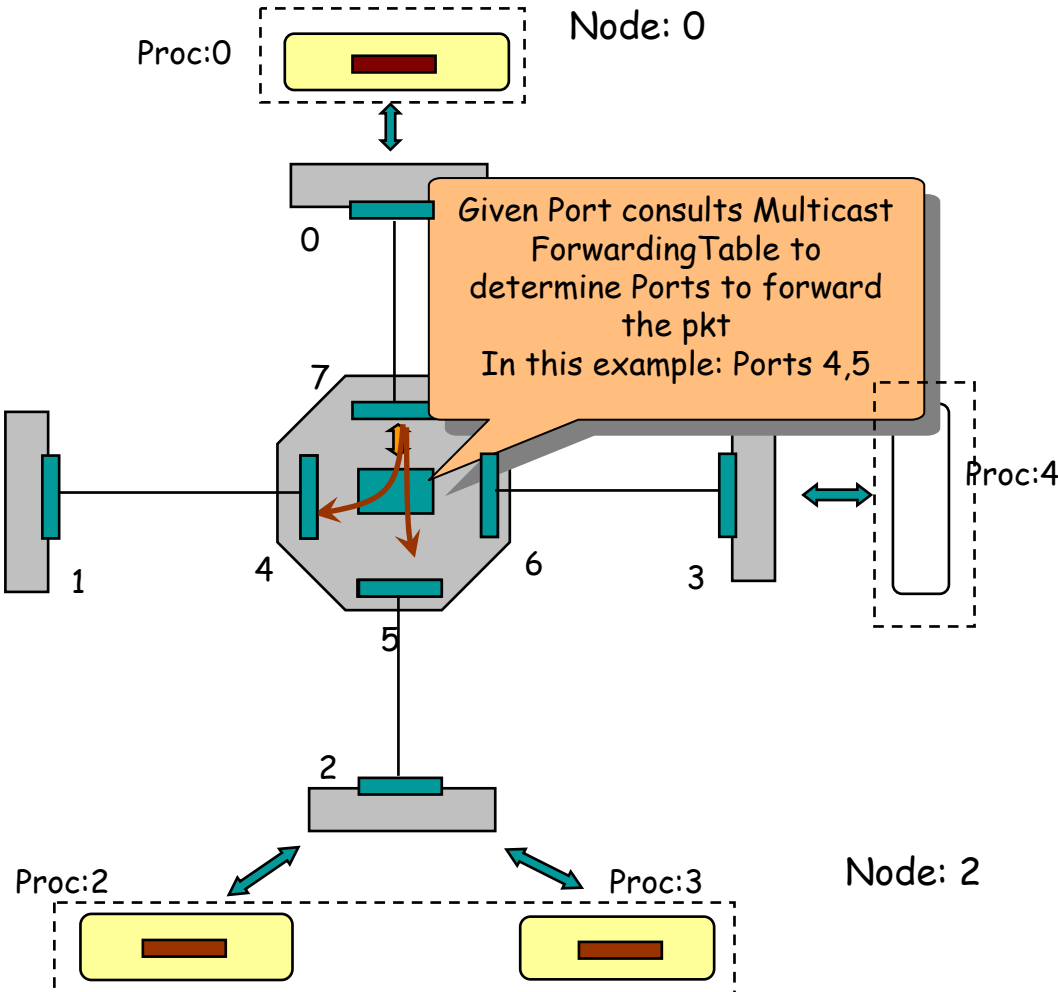 Node: 0
Proc:0
Given Port consults Multicast
ForwardingTable to
determine Ports to forward
the pkt
In this example: Ports 4,5
0
7
Proc:4
1
4
6
3
5
2
Proc:2
Proc:3
Node: 2